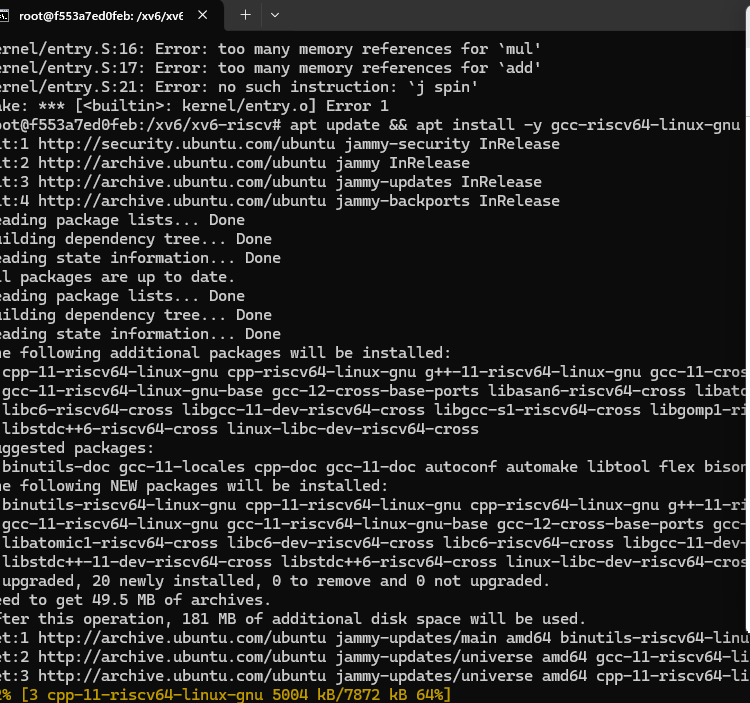 root@f553a7ed0feb: /xv6/xv6
ernel/entry.S:16: Error: too many memory references for `mul'
ernel/entry.S:17: Error: too many memory references for `add'
ernel/entry.S:21: Error: no such instruction: `j spin'
ake: *** [<builtin>: kernel/entry.o] Error 1
oot@f553a7ed0feb:/xv6/xv6-riscv# apt update && apt install -y gcc-riscv64-linux-gnu
it:1 http://security.ubuntu.com/ubuntu jammy-security InRelease
it:2 http://archive.ubuntu.com/ubuntu jammy InRelease
it:3 http://archive.ubuntu.com/ubuntu jammy-updates InRelease
it:4 http://archive.ubuntu.com/ubuntu jammy-backports InRelease
eading package lists... Done
uilding dependency tree... Done
eading state information... Done
ll packages are up to date.
eading package lists... Done
uilding dependency tree... Done
eading state information... Done
he following additional packages will be installed:
cpp-11-riscv64-linux-gnu cpp-riscv64-linux-gnu g++-11-riscv64-linux-gnu gcc-11-cros
gcc-11-riscv64-linux-gnu-base gcc-12-cross-base-ports libasan6-riscv64-cross libato
libc6-riscv64-cross libgcc-11-dev-riscv64-cross libgcc-s1-riscv64-cross libgomp1-ri
libstdc++6-riscv64-cross linux-libc-dev-riscv64-cross
uggested packages:
binutils-doc gcc-11-locales cpp-doc gcc-11-doc autoconf automake libtool flex bison
he following NEW packages will be installed:
binutils-riscv64-linux-gnu cpp-11-riscv64-linux-gnu cpp-riscv64-linux-gnu g++-11-ri
gcc-11-riscv64-linux-gnu gcc-11-riscv64-linux-gnu-base gcc-12-cross-base-ports gcc-
libatomic1-riscv64-cross libc6-dev-riscv64-cross libc6-riscv64-cross libgcc-11-dev-
libstdc++-11-dev-riscv64-cross libstdc++6-riscv64-cross linux-libc-dev-riscv64-cros
upgraded, 20 newly installed, 0 to remove and 0 not upgraded.
eed to get 49.5 MB of archives.
fter this operation, 181 MB of additional disk space will be used.
et:1 http://archive.ubuntu.com/ubuntu jammy-updates/main amd64 binutils-riscv64-linu
et:2 http://archive.ubuntu.com/ubuntu jammy-updates/universe amd64 gcc-11-riscv64-li
et:3 http://archive.ubuntu.com/ubuntu jammy-updates/universe amd64 cpp-11-riscv64-li
% [3 cpp-11-riscv64-linux-gnu 5004 kB/7872 kB 64%]